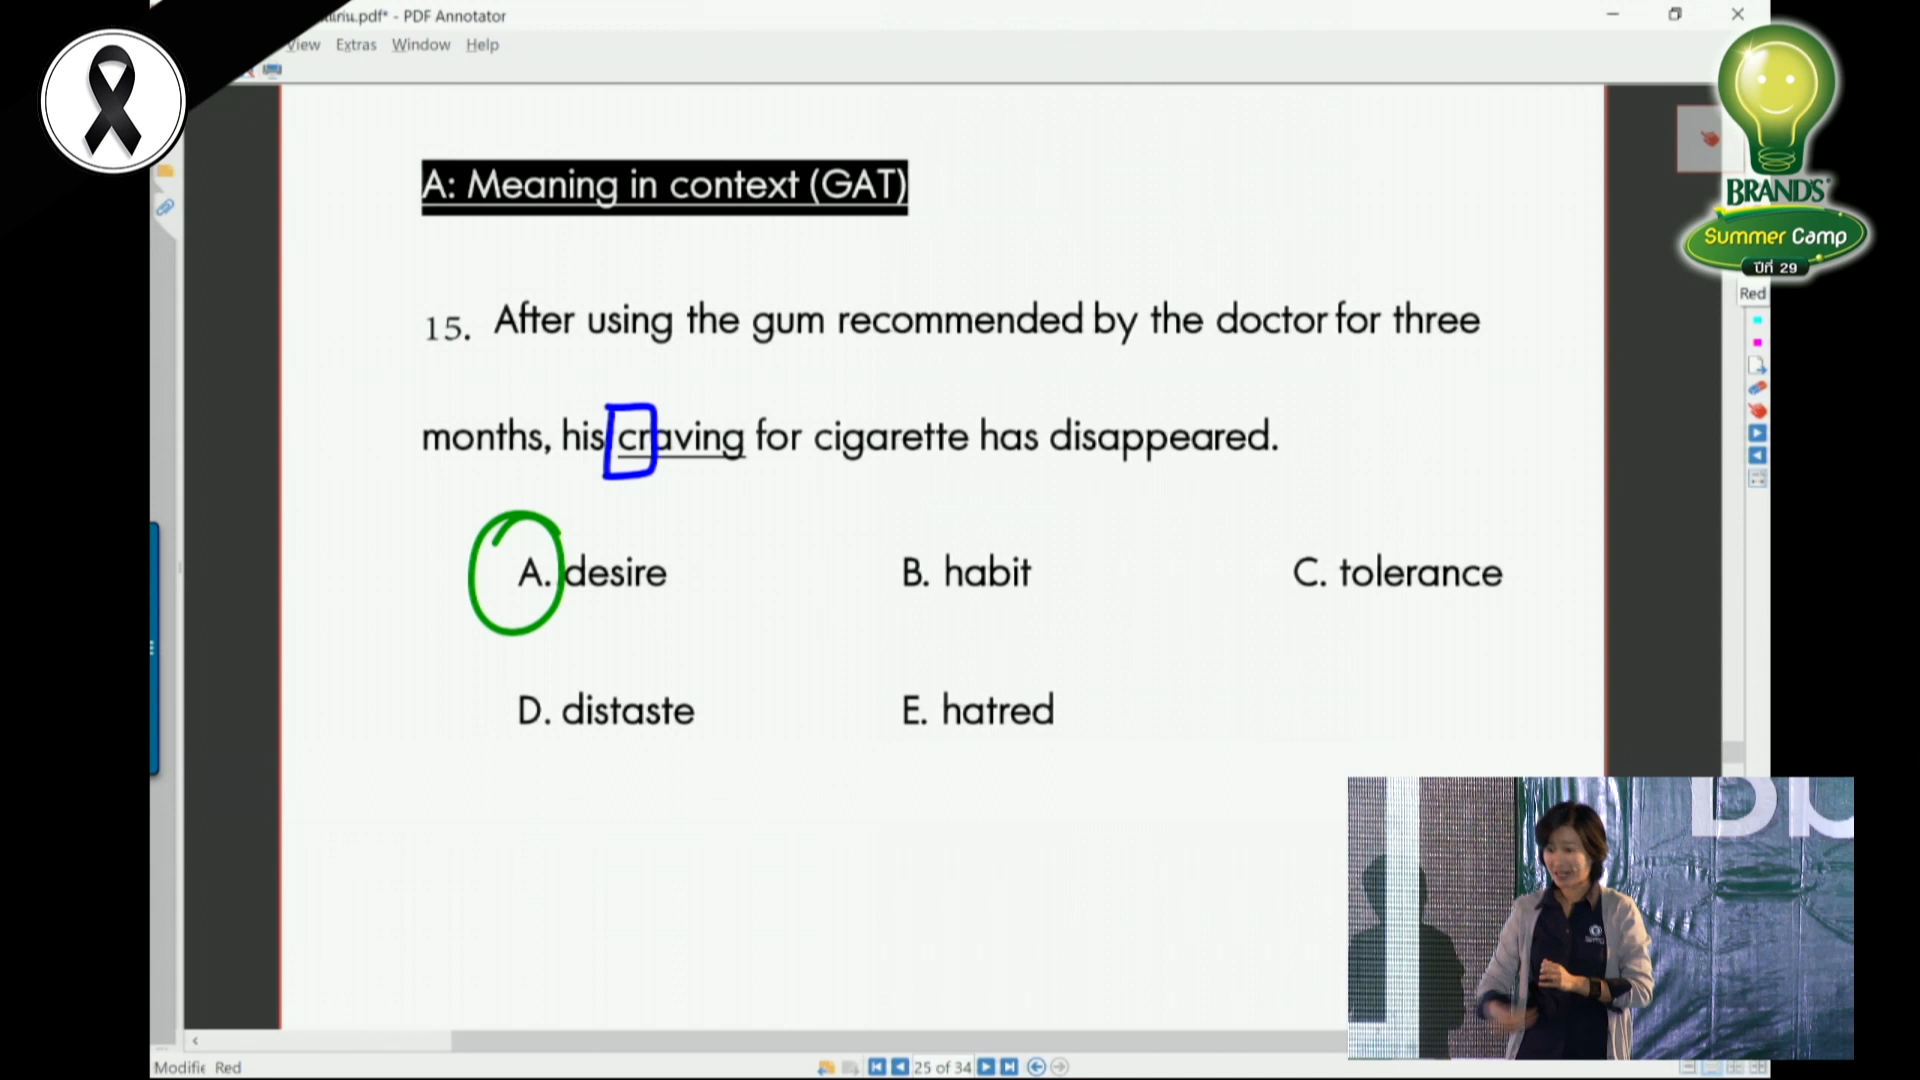 .pdf* - PDF Annotator
View Extras Window Help
BRAND'S
Summer Camp
ปีที่ 29
Red
A: Meaning in context (GAT)
15. After using the gum recommended by the doctor for three
months, his craving for cigarette has disappeared.
A. desire B. habit C. tolerance
D. distaste E. hatred
Modifie Red
25 of 34